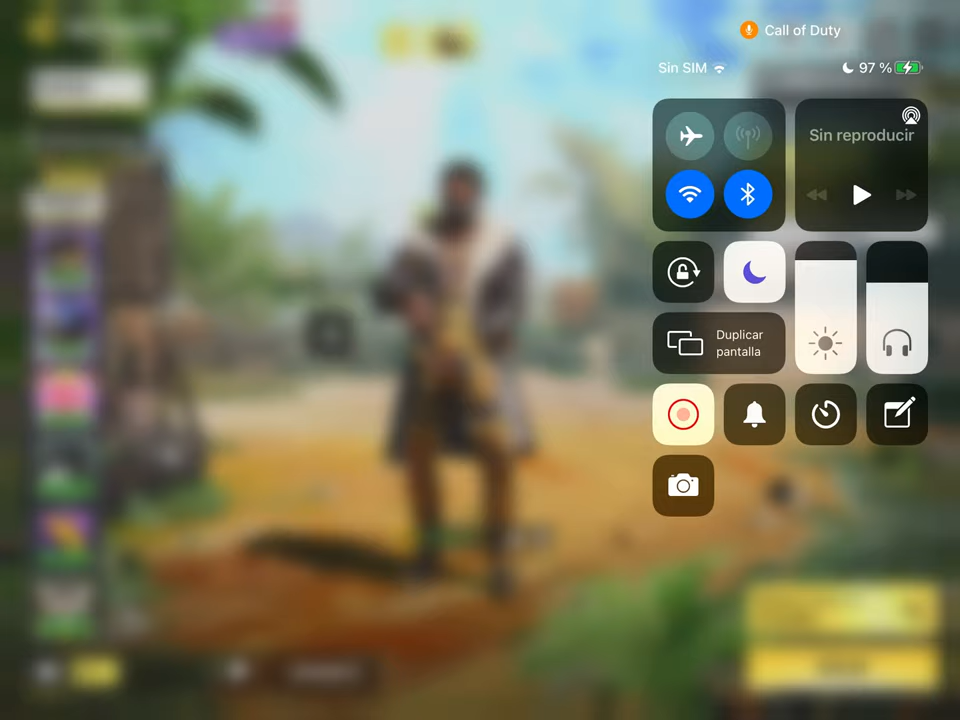 Call of Duty
Sin SIM
97 %
Sin reproducir
Duplicar
pantalla